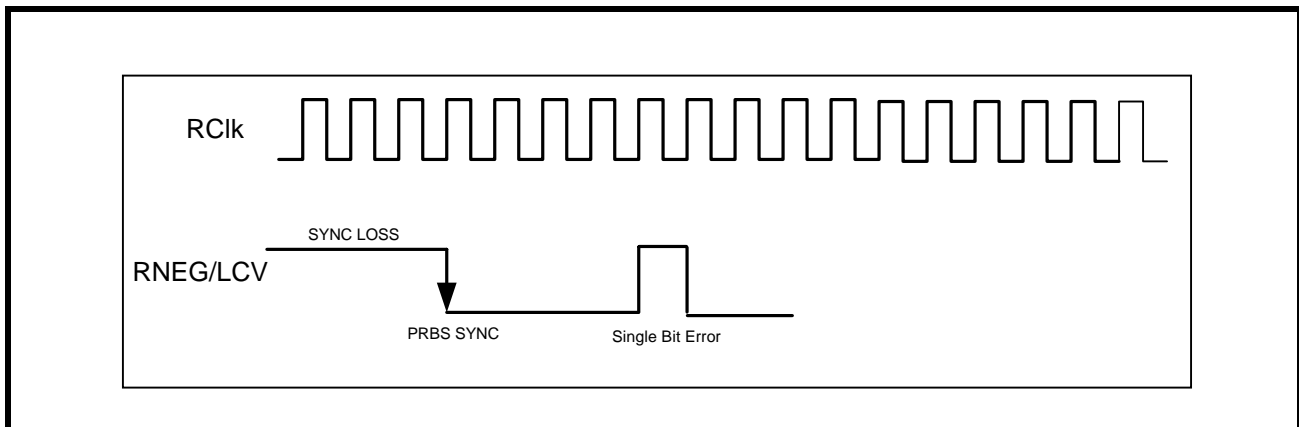 RClk
SYNC LOSS
RNEG/LCV
PRBS SYNC
Single Bit Error